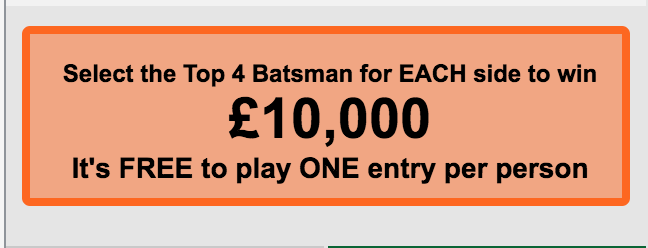 Select the Top 4 Batsman for EACH side to win
£10,000
It's FREE to play ONE entry per person